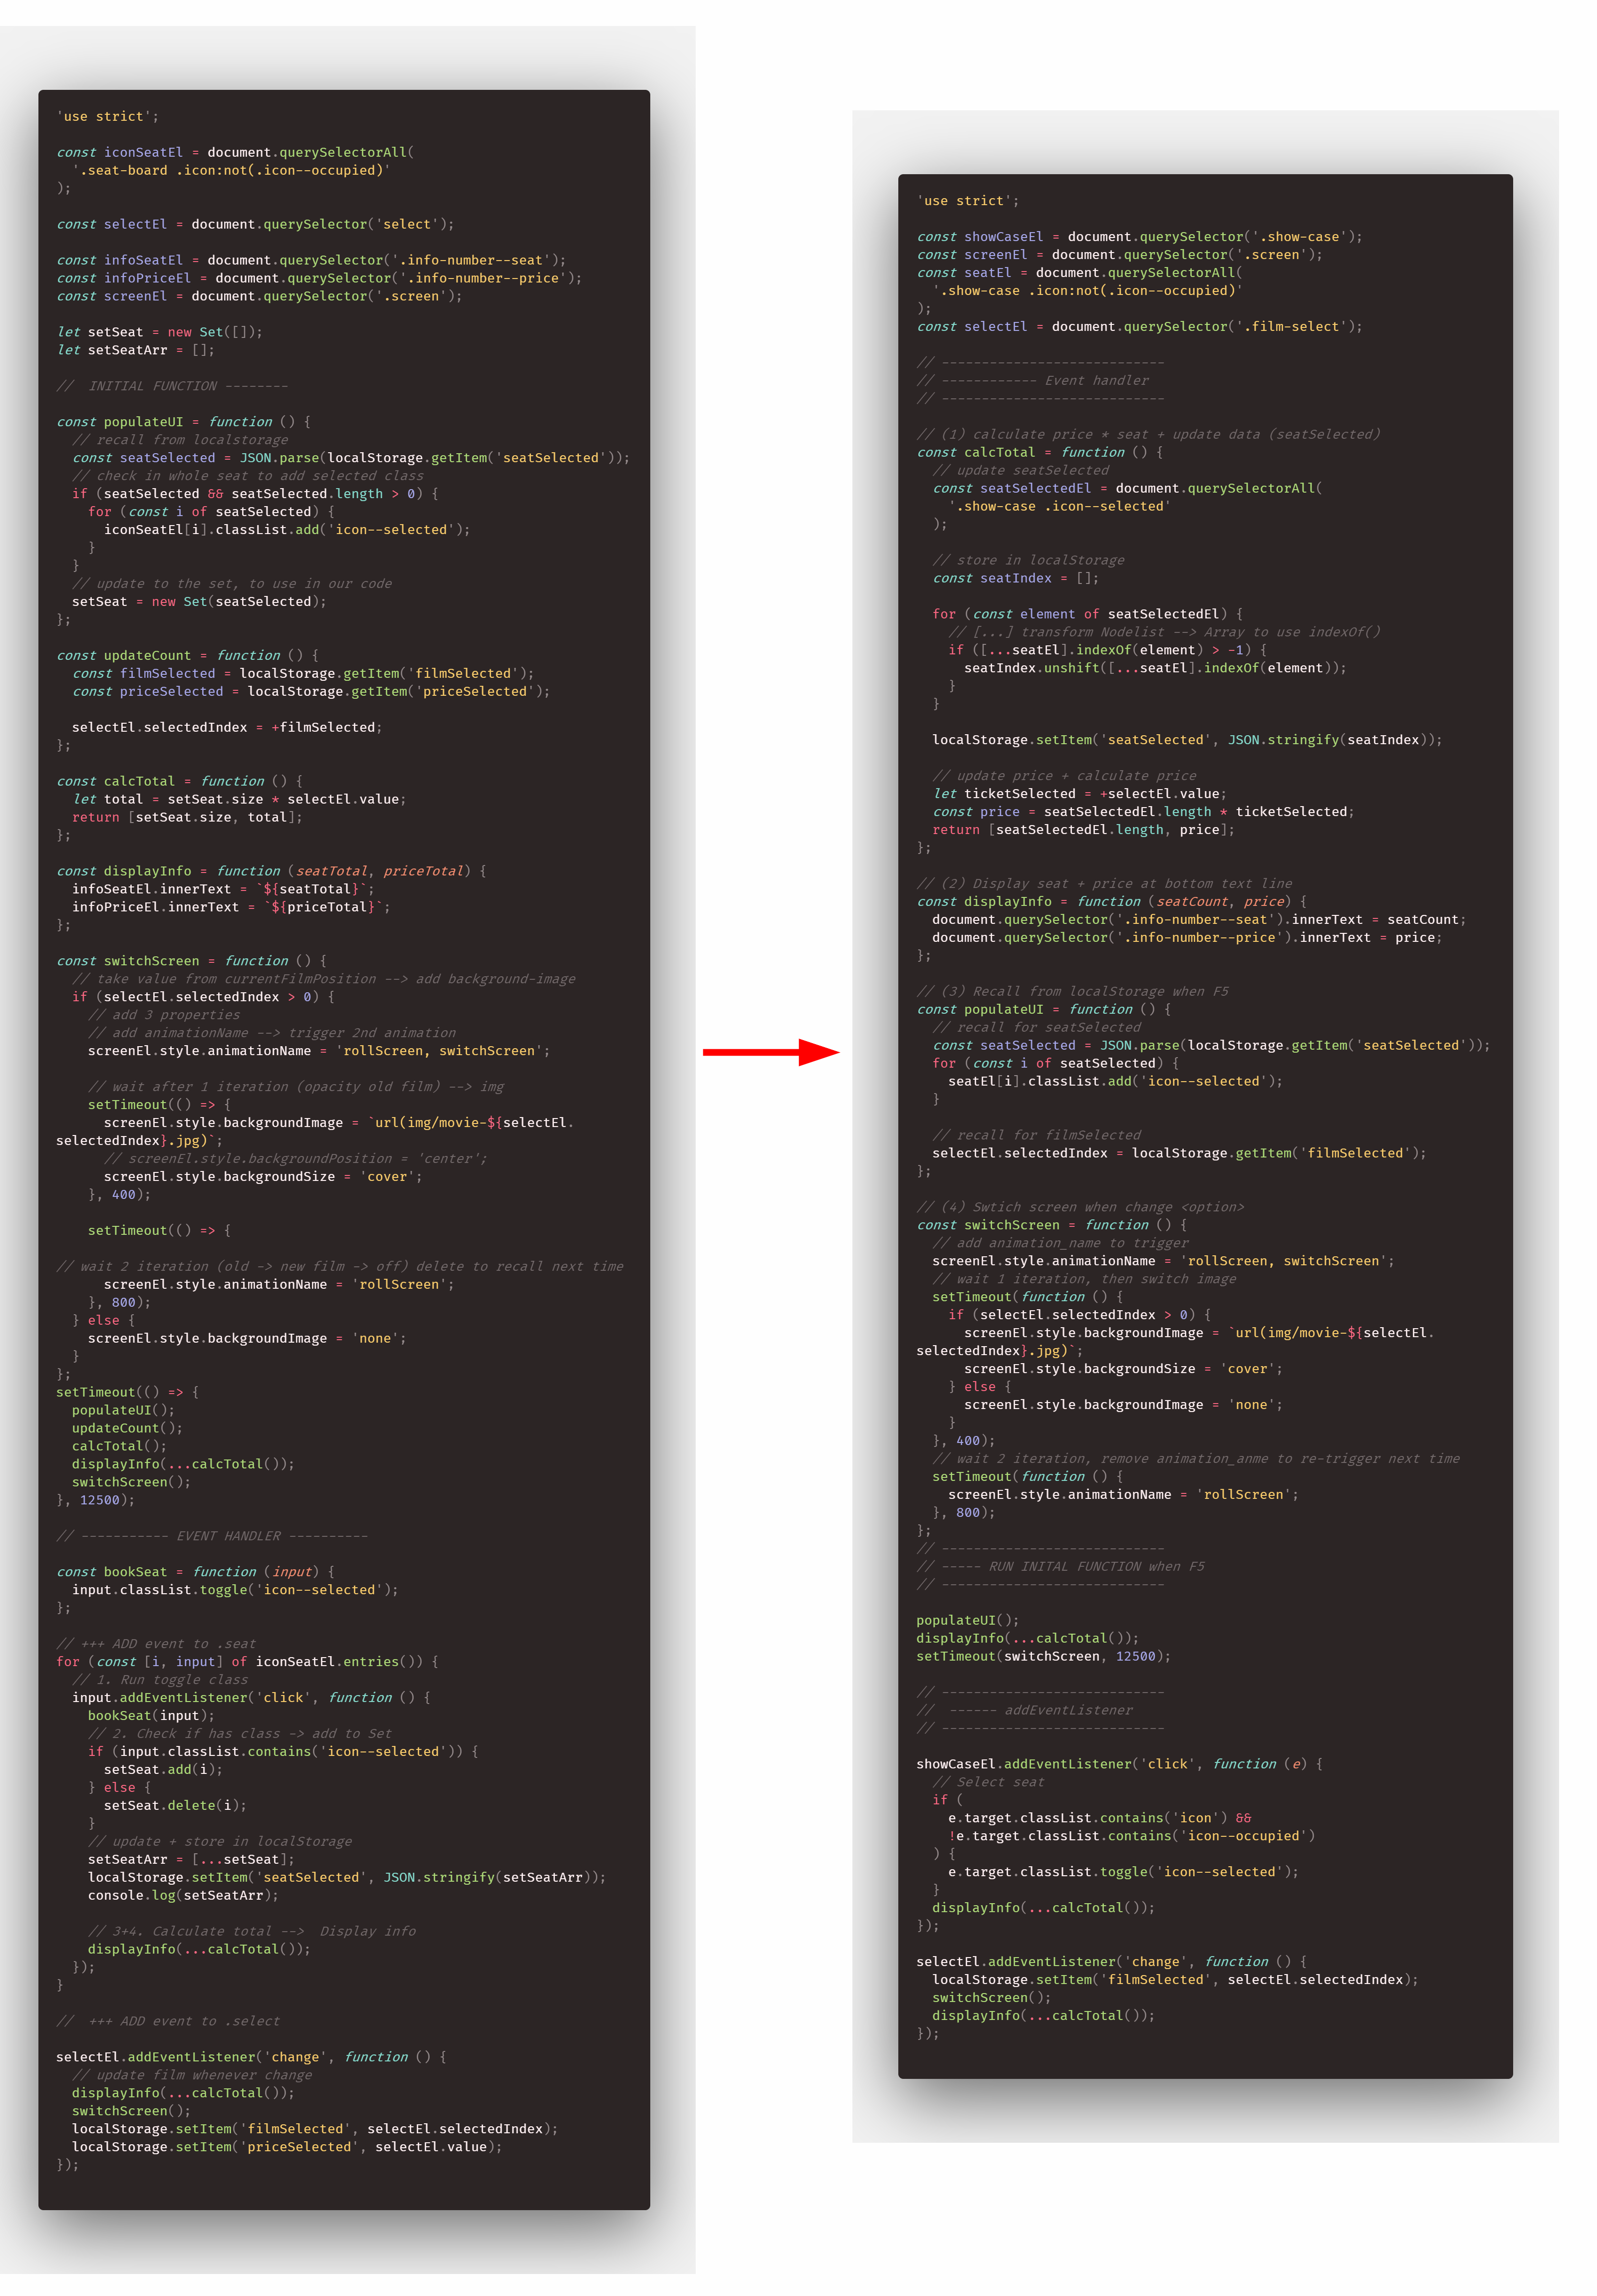 'use strict';
const iconSeatEl = document.querySelectorAll(
'.seat-board .icon:not(.icon--occupied)'
);
const selectEl = document.querySelector('select');
const infoSeatEl = document.querySelector('.info-number--seat');
const infoPriceEl = document.querySelector('.info-number--price');
const screenEl = document.querySelector('.screen');
let setSeat = new Set([]);
let setSeatArr = [];
//  INITIAL FUNCTION --------
const populateUI = function () {
// recall from localstorage
const seatSelected = JSON.parse(localStorage.getItem('seatSelected'));
// check in whole seat to add selected class
if (seatSelected && seatSelected.length > 0) {
for (const i of seatSelected) {
iconSeatEl[i].classList.add('icon--selected');
}
}
// update to the set, to use in our code
setSeat = new Set(seatSelected);
};
const updateCount = function () {
const filmSelected = localStorage.getItem('filmSelected');
const priceSelected = localStorage.getItem('priceSelected');
selectEl.selectedIndex = +filmSelected;
};
const calcTotal = function () {
let total = setSeat.size * selectEl.value;
return [setSeat.size, total];
};
const displayInfo = function (seatTotal, priceTotal) {
infoSeatEl.innerText = `${seatTotal}`;
infoPriceEl.innerText = `${priceTotal}`;
};
const switchScreen = function () {
// take value from currentFilmPosition --> add background-image
if (selectEl.selectedIndex > 0) {
// add 3 properties
// add animationName --> trigger 2nd animation
screenEl.style.animationName = 'rollScreen, switchScreen';
// wait after 1 iteration (opacity old film) --> img
setTimeout(() => {
screenEl.style.backgroundImage = `url(img/movie-${selectEl.
selectedIndex}.jpg)`;
// screenEl.style.backgroundPosition = 'center';
screenEl.style.backgroundSize = 'cover';
}, 400);
setTimeout(() => {
// wait 2 iteration (old -> new film -> off) delete to recall next time
screenEl.style.animationName = 'rollScreen';
}, 800);
} else {
screenEl.style.backgroundImage = 'none';
}
};
setTimeout(() => {
populateUI();
updateCount();
calcTotal();
displayInfo(...calcTotal());
switchScreen();
}, 12500);
// ----------- EVENT HANDLER ----------
const bookSeat = function (input) {
input.classList.toggle('icon--selected');
};
// +++ ADD event to .seat
for (const [i, input] of iconSeatEl.entries()) {
// 1. Run toggle class
input.addEventListener('click', function () {
bookSeat(input);
// 2. Check if has class -> add to Set
if (input.classList.contains('icon--selected')) {
setSeat.add(i);
} else {
setSeat.delete(i);
}
// update + store in localStorage
setSeatArr = [...setSeat];
localStorage.setItem('seatSelected', JSON.stringify(setSeatArr));
console.log(setSeatArr);
// 3+4. Calculate total -->  Display info
displayInfo(...calcTotal());
});
}
//  +++ ADD event to .select
selectEl.addEventListener('change', function () {
// update film whenever change
displayInfo(...calcTotal());
switchScreen();
localStorage.setItem('filmSelected', selectEl.selectedIndex);
localStorage.setItem('priceSelected', selectEl.value);
});
'use strict';
const showCaseEl = document.querySelector('.show-case');
const screenEl = document.querySelector('.screen');
const seatEl = document.querySelectorAll(
'.show-case .icon:not(.icon--occupied)'
);
const selectEl = document.querySelector('.film-select');
// ----------------------------
// ------------ Event handler
// ----------------------------
// (1) calculate price * seat + update data (seatSelected)
const calcTotal = function () {
// update seatSelected
const seatSelectedEl = document.querySelectorAll(
'.show-case .icon--selected'
);
// store in localStorage
const seatIndex = [];
for (const element of seatSelectedEl) {
// [...] transform Nodelist --> Array to use indexOf()
if ([...seatEl].indexOf(element) > -1) {
seatIndex.unshift([...seatEl].indexOf(element));
}
}
localStorage.setItem('seatSelected', JSON.stringify(seatIndex));
// update price + calculate price
let ticketSelected = +selectEl.value;
const price = seatSelectedEl.length * ticketSelected;
return [seatSelectedEl.length, price];
};
// (2) Display seat + price at bottom text line
const displayInfo = function (seatCount, price) {
document.querySelector('.info-number--seat').innerText = seatCount;
document.querySelector('.info-number--price').innerText = price;
};
// (3) Recall from localStorage when F5
const populateUI = function () {
// recall for seatSelected
const seatSelected = JSON.parse(localStorage.getItem('seatSelected'));
for (const i of seatSelected) {
seatEl[i].classList.add('icon--selected');
}
// recall for filmSelected
selectEl.selectedIndex = localStorage.getItem('filmSelected');
};
// (4) Swtich screen when change <option>
const switchScreen = function () {
// add animation_name to trigger
screenEl.style.animationName = 'rollScreen, switchScreen';
// wait 1 iteration, then switch image
setTimeout(function () {
if (selectEl.selectedIndex > 0) {
screenEl.style.backgroundImage = `url(img/movie-${selectEl.
selectedIndex}.jpg)`;
screenEl.style.backgroundSize = 'cover';
} else {
screenEl.style.backgroundImage = 'none';
}
}, 400);
// wait 2 iteration, remove animation_anme to re-trigger next time
setTimeout(function () {
screenEl.style.animationName = 'rollScreen';
}, 800);
};
// ----------------------------
// ----- RUN INITAL FUNCTION when F5
// ----------------------------
populateUI();
displayInfo(...calcTotal());
setTimeout(switchScreen, 12500);
// ----------------------------
//  ------ addEventListener
// ----------------------------
showCaseEl.addEventListener('click', function (e) {
// Select seat
if (
e.target.classList.contains('icon') &&
!e.target.classList.contains('icon--occupied')
) {
e.target.classList.toggle('icon--selected');
}
displayInfo(...calcTotal());
});
selectEl.addEventListener('change', function () {
localStorage.setItem('filmSelected', selectEl.selectedIndex);
switchScreen();
displayInfo(...calcTotal());
});